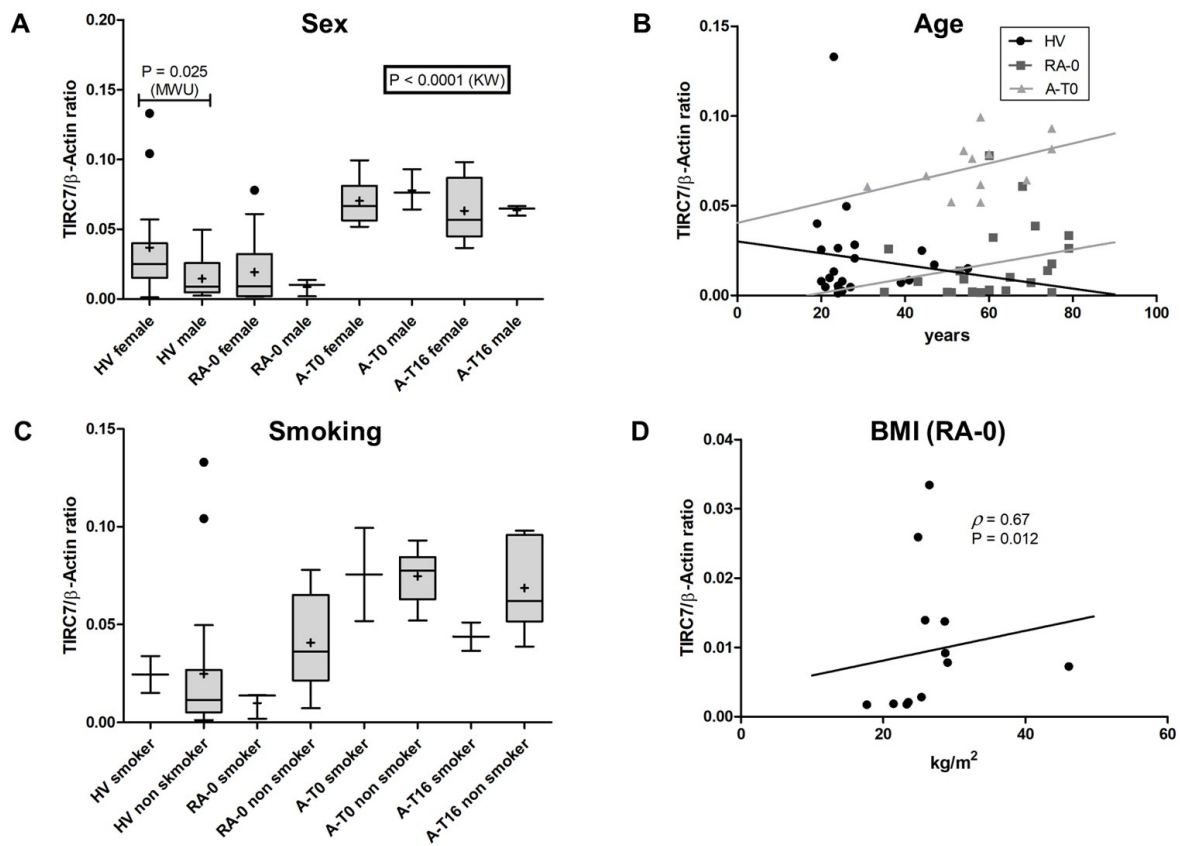 A
Sex
TIRC7/β-Actin ratio
0.20
0.15
0.10
0.05
0.00
P = 0.025
(MWU)
P < 0.0001 (KW)
HV female
HV male
RA-0 female
RA-0 male
A-T0 female
A-T0 male
A-T16 female
A-T16 male
B
Age
TIRC7/β-Actin ratio
0.15
0.10
0.05
0.00
HV
RA-0
A-T0
0 20 40 60 80 100
years
C
Smoking
TIRC7/β-Actin ratio
0.15
0.10
0.05
0.00
HV smoker
HV non skmoker
RA-0 smoker
RA-0 non smoker
A-T0 smoker
A-T0 non smoker
A-T16 smoker
A-T16 non smoker
D
BMI (RA-0)
TIRC7/β-Actin ratio
0.04
0.03
0.02
0.01
0.00
ρ = 0.67
P = 0.012
0 20 40 60
kg/m²